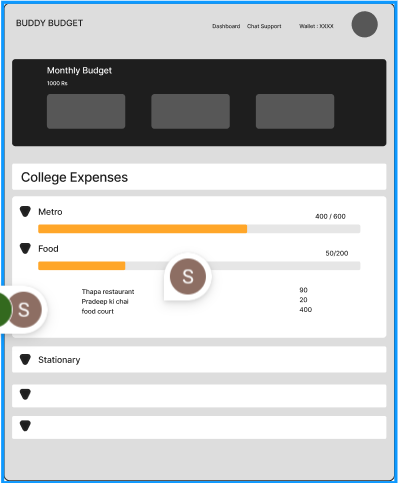 BUDDY BUDGET
Dashboard Chat Support Wallet : XXXX
Monthly Budget
1000 Rs
College Expenses
Metro 400 / 600
Food 50/200
S
Thapa restaurant 90
Pradeep ki chai 20
food court 400
S
Stationary